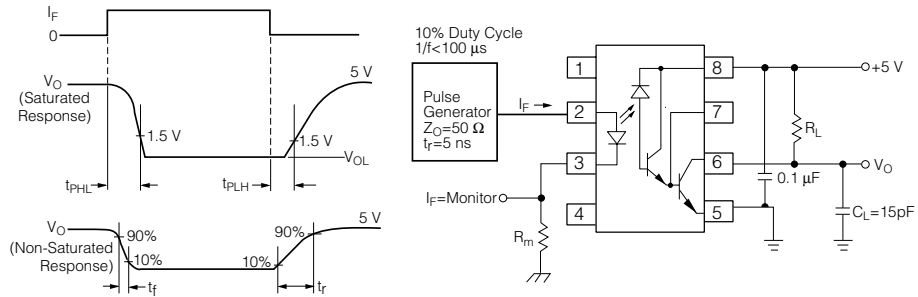 I_F
0
V_O
(Saturated
Response)
5 V
1.5 V
1.5 V
V_OL
t_PHL
t_PLH
V_O
(Non-Saturated
Response)
5 V
90%
90%
10%
10%
t_f
t_r
10% Duty Cycle
1/f<100 µs
Pulse
Generator
Z_O=50 Ω
t_r=5 ns
I_F
I_F=Monitor
R_m
1
2
3
4
8
7
6
5
+5 V
R_L
V_O
0.1 µF
C_L=15pF